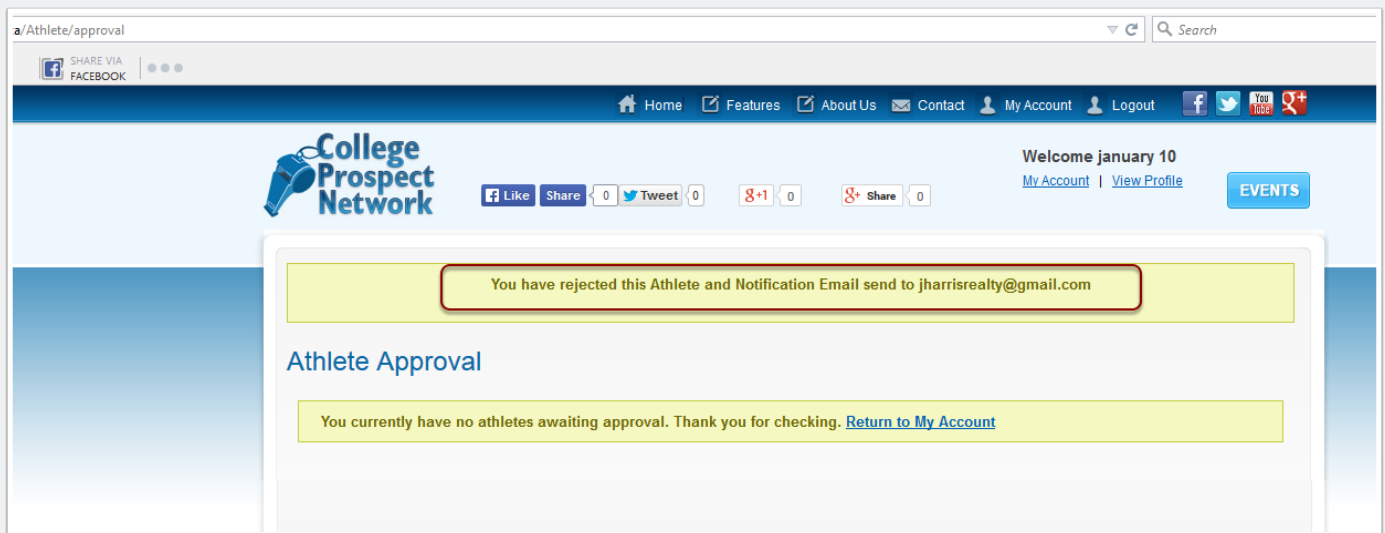 a/Athlete/approval
Search
SHARE VIA
FACEBOOK
Home Features About Us Contact My Account Logout f You Tube g+
College
Prospect
Network
Welcome january 10
My Account | View Profile
EVENTS
f Like Share 0 Tweet 0 g+1 0 g+ Share 0
You have rejected this Athlete and Notification Email send to jharrisrealty@gmail.com
Athlete Approval
You currently have no athletes awaiting approval. Thank you for checking. Return to My Account